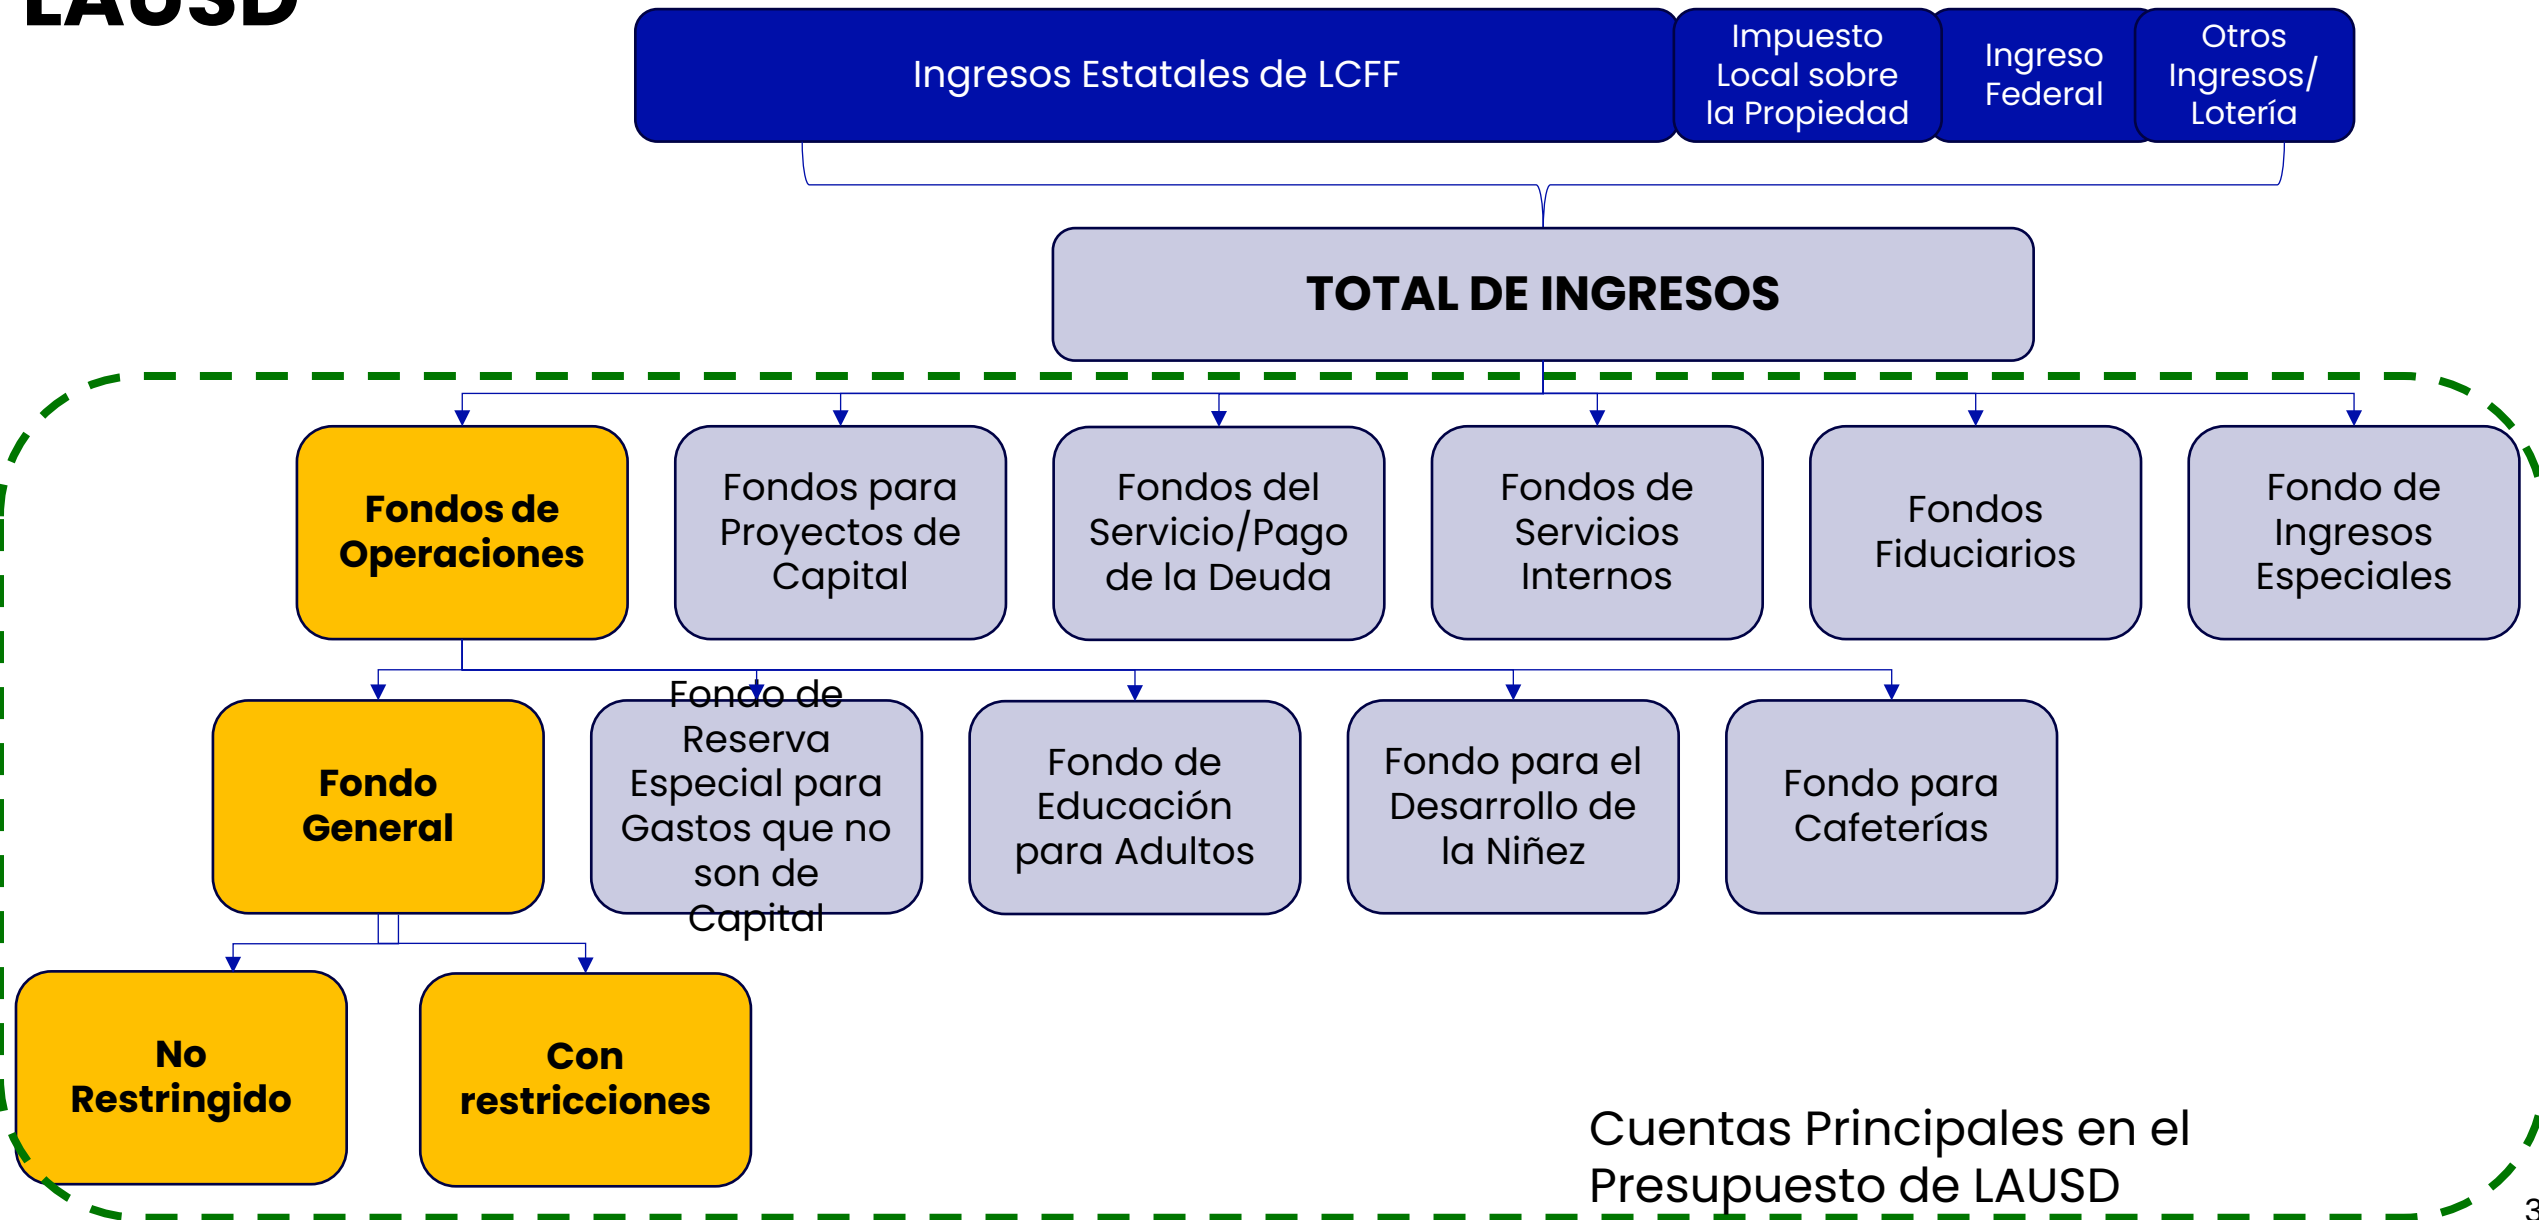 LAUSD
Ingresos Estatales de LCFF
Impuesto
Local sobre
la Propiedad
Ingreso
Federal
Otros
Ingresos/
Lotería
TOTAL DE INGRESOS
Fondos de
Operaciones
Fondos para
Proyectos de
Capital
Fondos del
Servicio/Pago
de la Deuda
Fondos de
Servicios
Internos
Fondos
Fiduciarios
Fondo de
Ingresos
Especiales
Fondo
General
Fondo de
Reserva
Especial para
Gastos que no
son de
Capital
Fondo de
Educación
para Adultos
Fondo para el
Desarrollo de
la Niñez
Fondo para
Cafeterías
No
Restringido
Con
restricciones
Cuentas Principales en el
Presupuesto de LAUSD
3